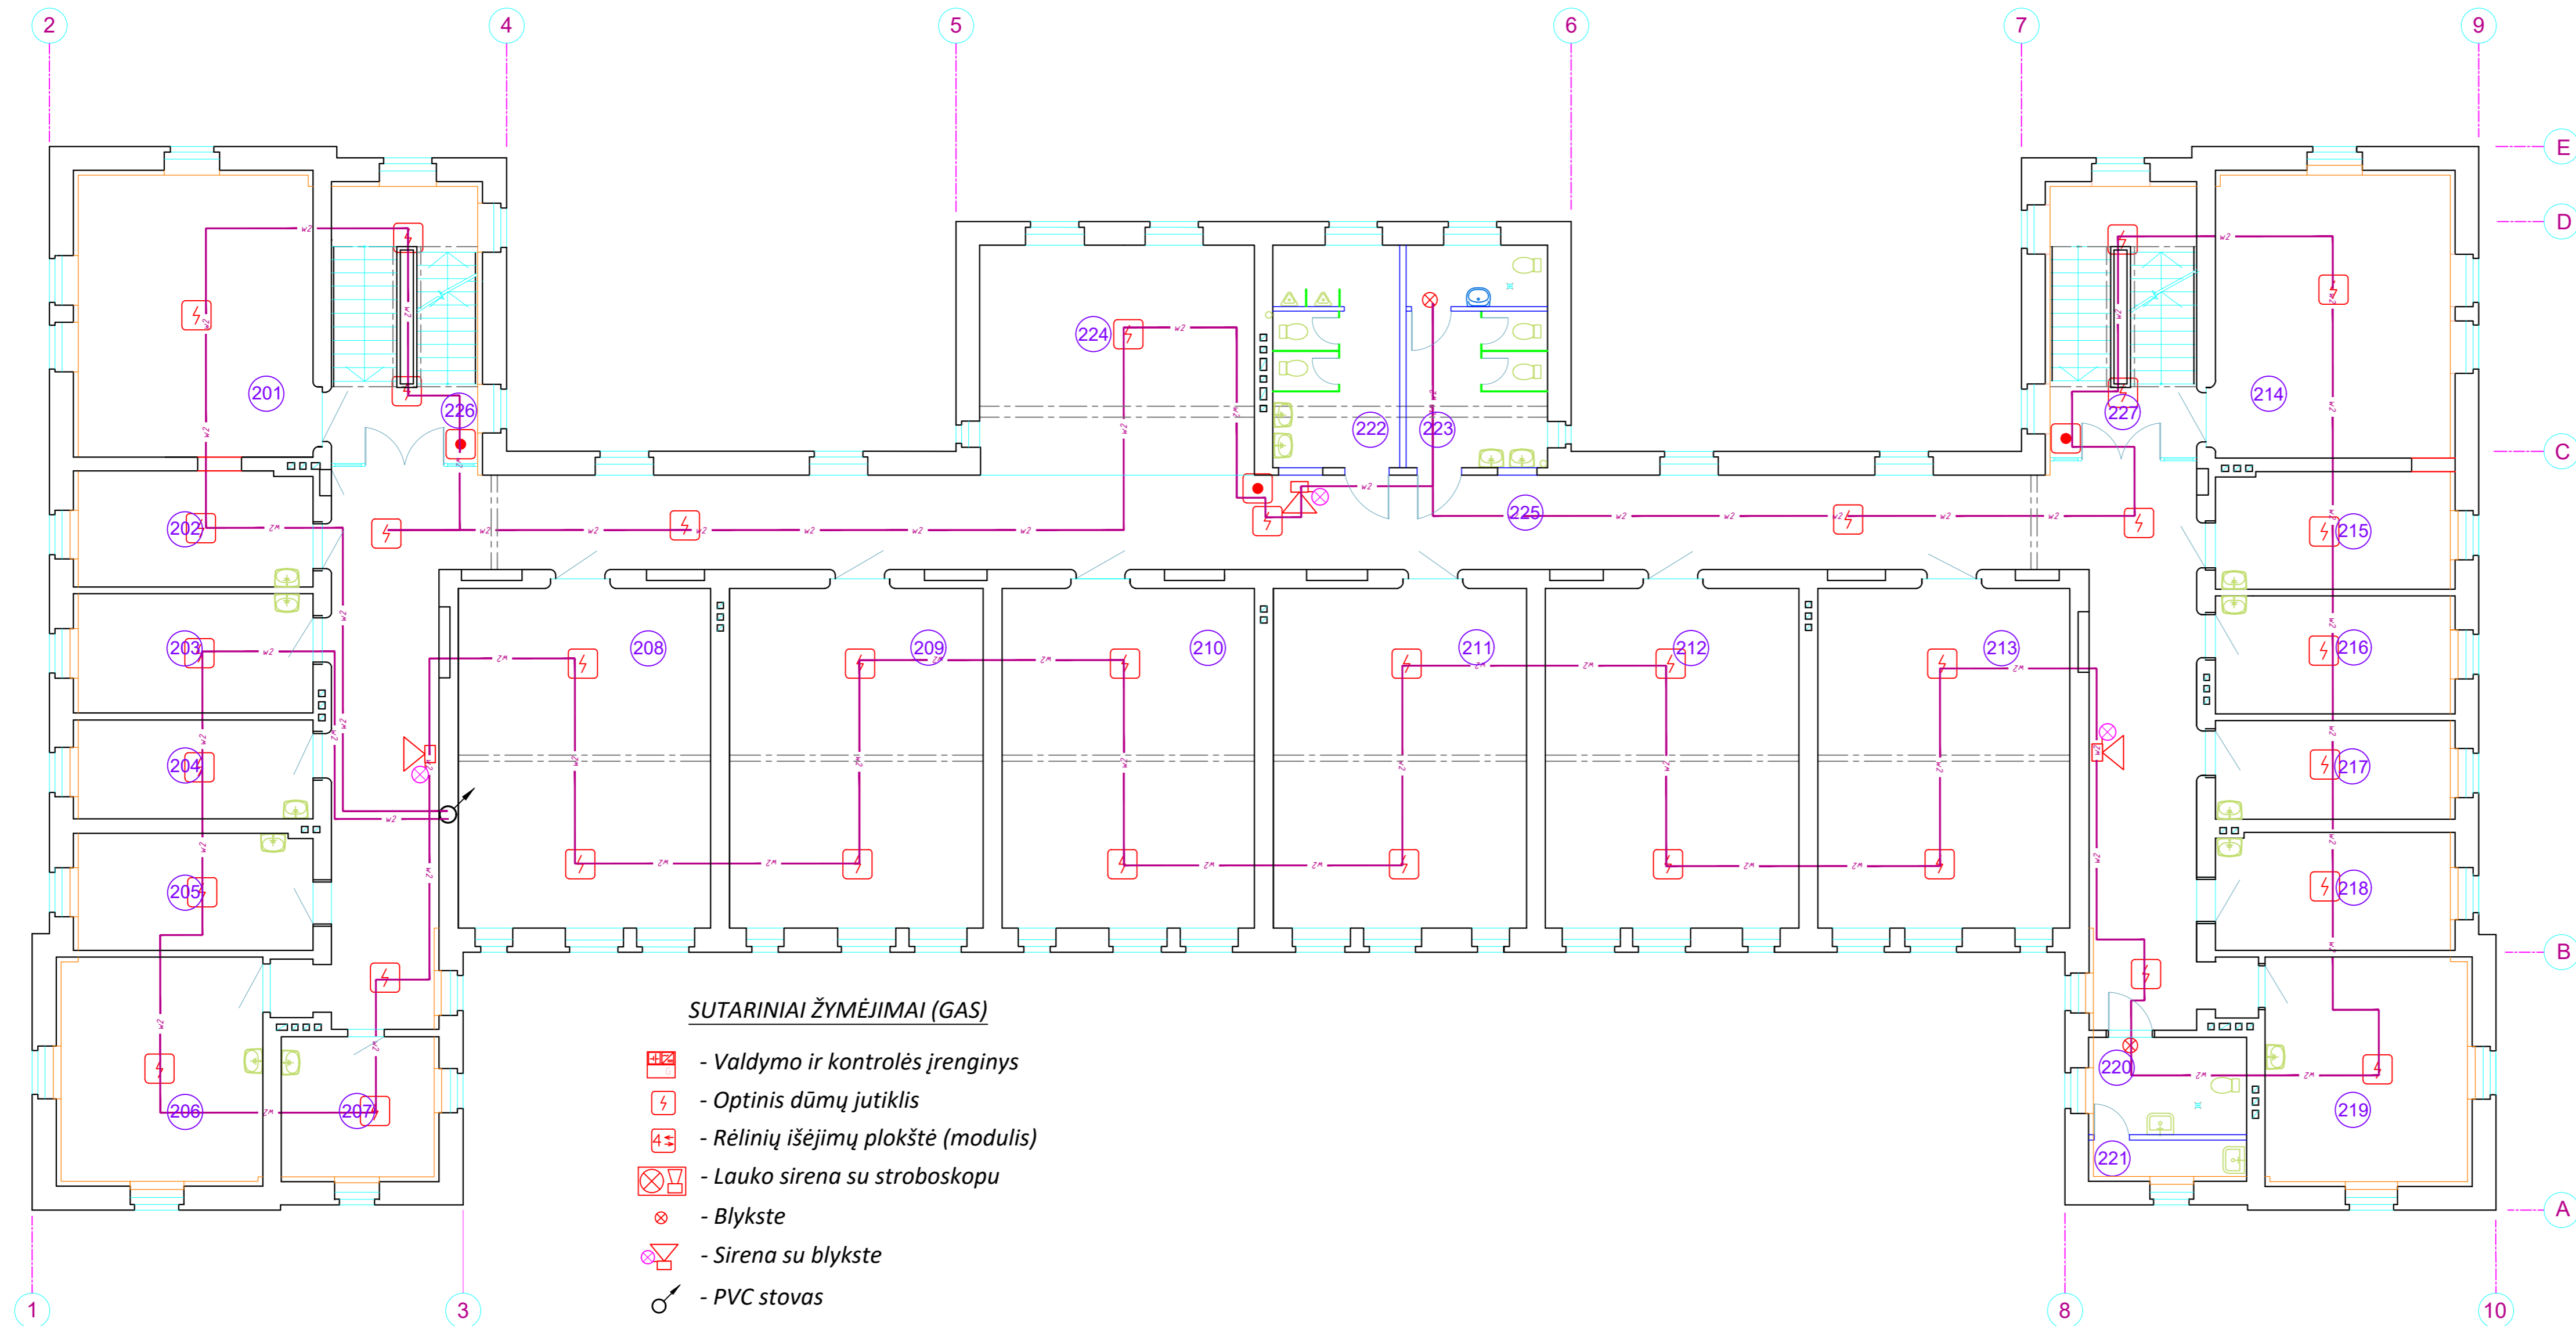 2 4 5 6 7 9
E
D
C
B
A
201
226
224
222
223
227
214
202
225
215
203
208
209
210
211
212
213
216
204
217
205
218
206
207
220
219
221
w2
SUTARINIAI ŽYMĖJIMAI (GAS)
- Valdymo ir kontrolės įrenginys
- Optinis dūmų jutiklis
4 - Rėlinių išėjimų plokštė (modulis)
- Lauko sirena su stroboskopu
- Blykste
- Sirena su blykste
- PVC stovas
1 3 8 10